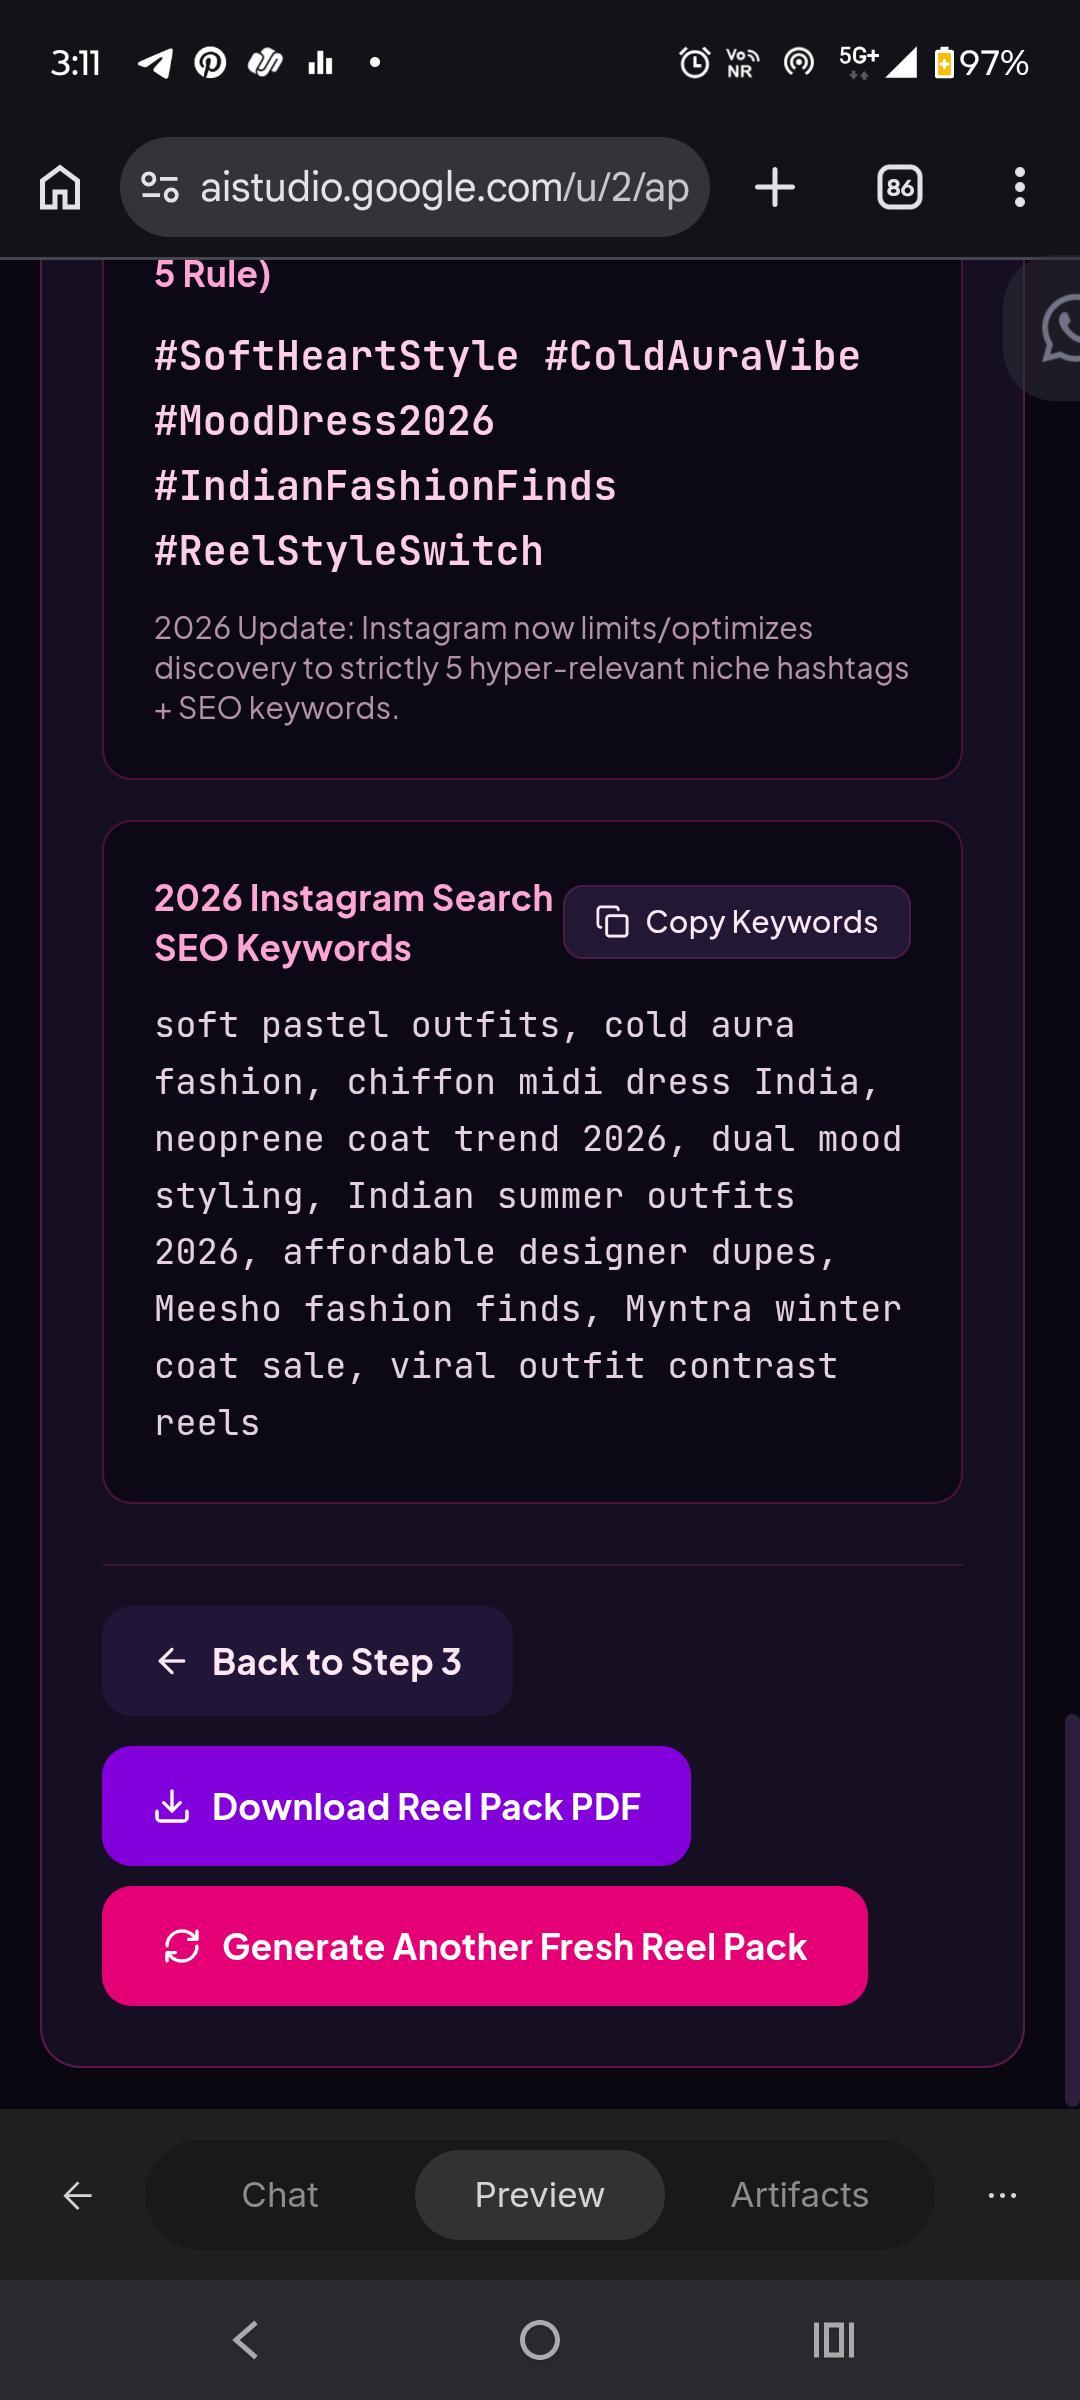 3:11
Vo
NR
5G+
97%
aistudio.google.com/u/2/ap
86
5 Rule)
#SoftHeartStyle #ColdAuraVibe
#MoodDress2026
#IndianFashionFinds
#ReelStyleSwitch
2026 Update: Instagram now limits/optimizes
discovery to strictly 5 hyper-relevant niche hashtags
+ SEO keywords.
2026 Instagram Search
SEO Keywords
Copy Keywords
soft pastel outfits, cold aura
fashion, chiffon midi dress India,
neoprene coat trend 2026, dual mood
styling, Indian summer outfits
2026, affordable designer dupes,
Meesho fashion finds, Myntra winter
coat sale, viral outfit contrast
reels
Back to Step 3
Download Reel Pack PDF
Generate Another Fresh Reel Pack
Chat
Preview
Artifacts